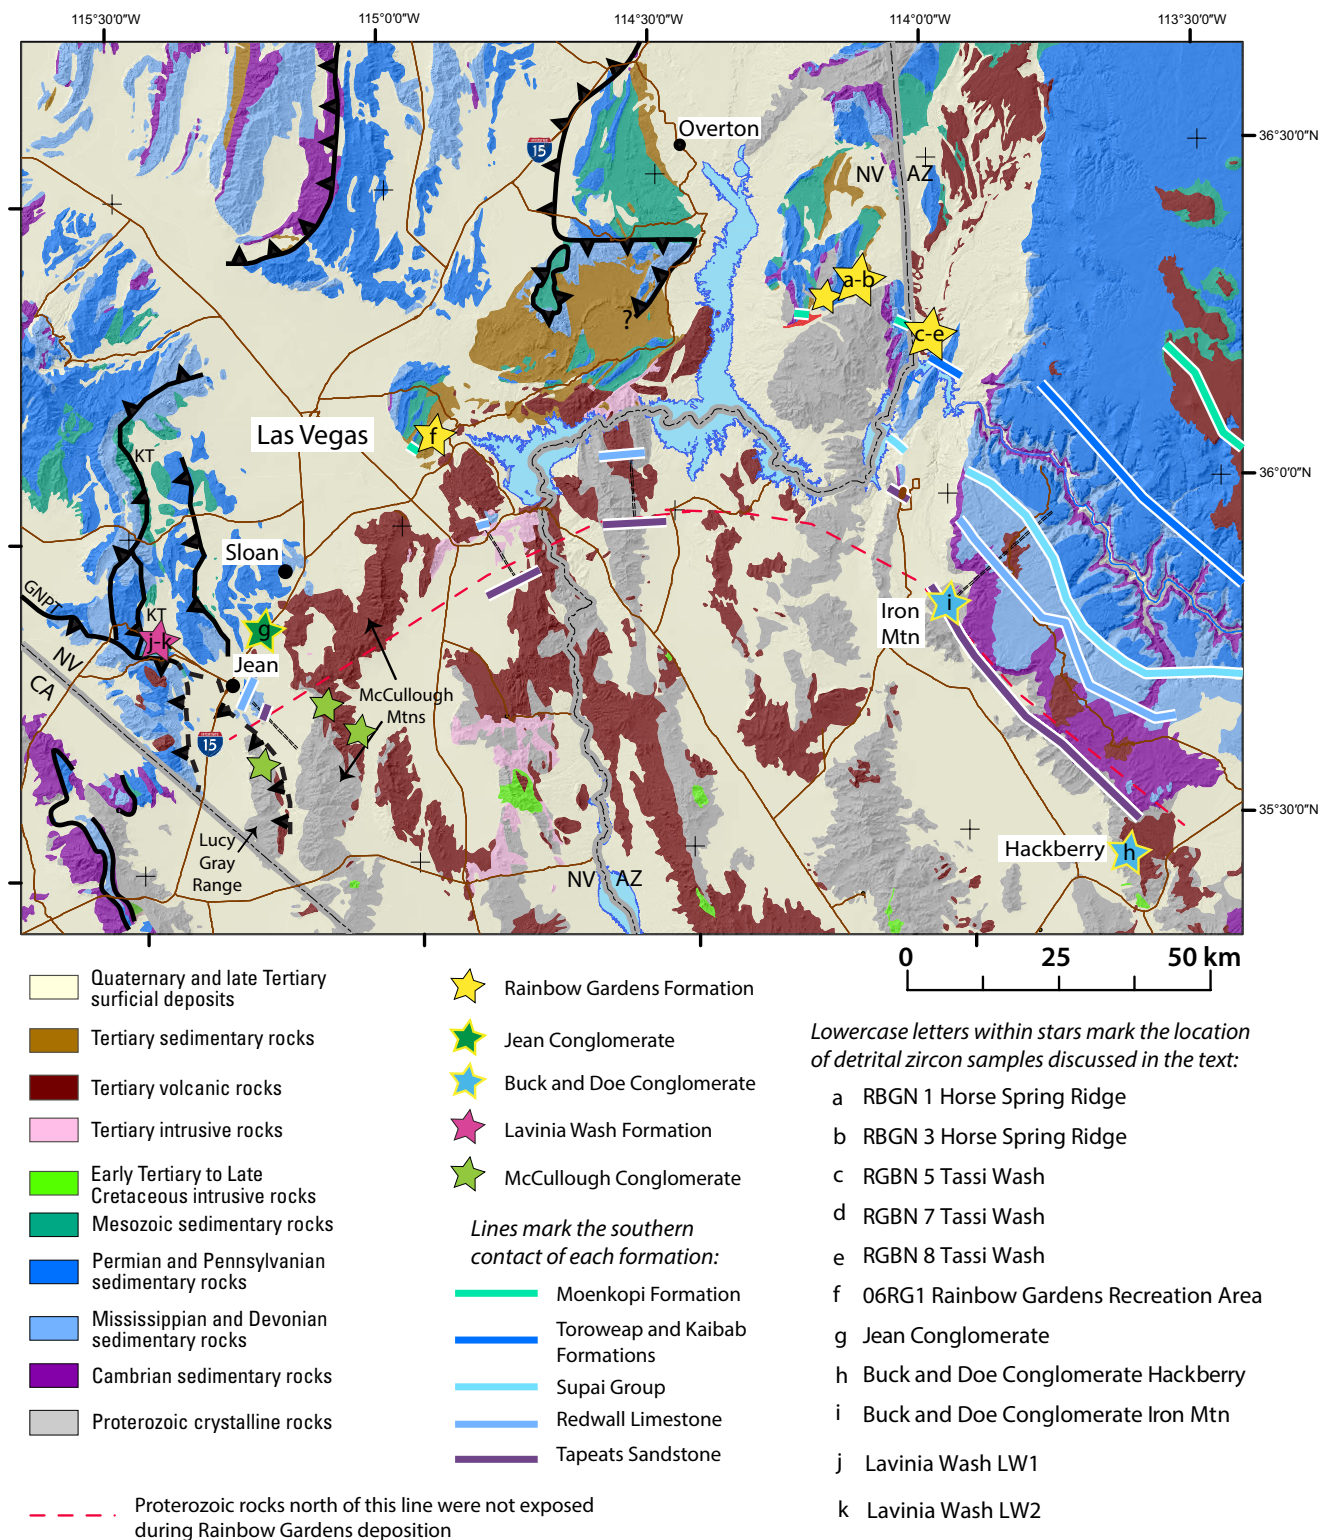 115°30'0"W
115°0'0"W
114°30'0"W
114°0'0"W
113°30'0"W
36°30'0"N
36°0'0"N
35°30'0"N
15
Overton
NV
AZ
a-b
c-e
?
Las Vegas
f
KT
Sloan
GNPT
KT
j-k
g
Jean
NV
CA
McCullough
Mtns
15
Iron
Mtn
i
Lucy
Gray
Range
Hackberry
h
NV
AZ
0
25
50 km
Quaternary and late Tertiary
surficial deposits
Tertiary sedimentary rocks
Tertiary volcanic rocks
Tertiary intrusive rocks
Early Tertiary to Late
Cretaceous intrusive rocks
Mesozoic sedimentary rocks
Permian and Pennsylvanian
sedimentary rocks
Mississippian and Devonian
sedimentary rocks
Cambrian sedimentary rocks
Proterozoic crystalline rocks
Proterozoic rocks north of this line were not exposed
during Rainbow Gardens deposition
Rainbow Gardens Formation
Jean Conglomerate
Buck and Doe Conglomerate
Lavinia Wash Formation
McCullough Conglomerate
Lines mark the southern
contact of each formation:
Moenkopi Formation
Toroweap and Kaibab
Formations
Supai Group
Redwall Limestone
Tapeats Sandstone
Lowercase letters within stars mark the location
of detrital zircon samples discussed in the text:
a RBGN 1 Horse Spring Ridge
b RBGN 3 Horse Spring Ridge
c RGBN 5 Tassi Wash
d RGBN 7 Tassi Wash
e RGBN 8 Tassi Wash
f 06RG1 Rainbow Gardens Recreation Area
g Jean Conglomerate
h Buck and Doe Conglomerate Hackberry
i Buck and Doe Conglomerate Iron Mtn
j Lavinia Wash LW1
k Lavinia Wash LW2